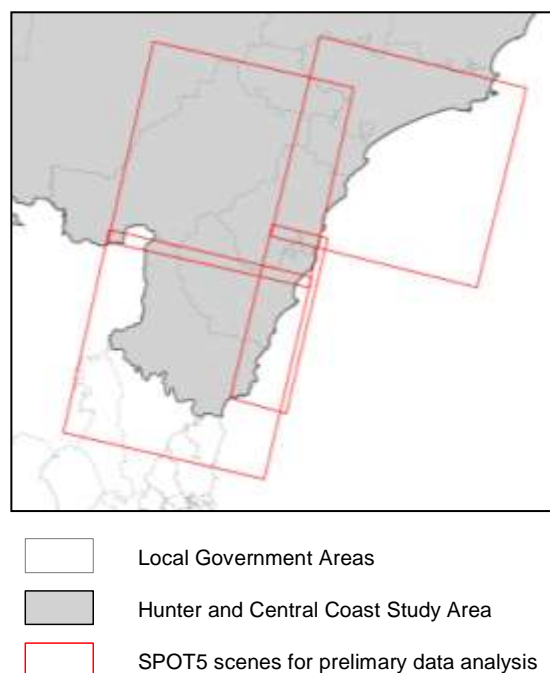 Local Government Areas
Hunter and Central Coast Study Area
SPOT5 scenes for prelimary data analysis